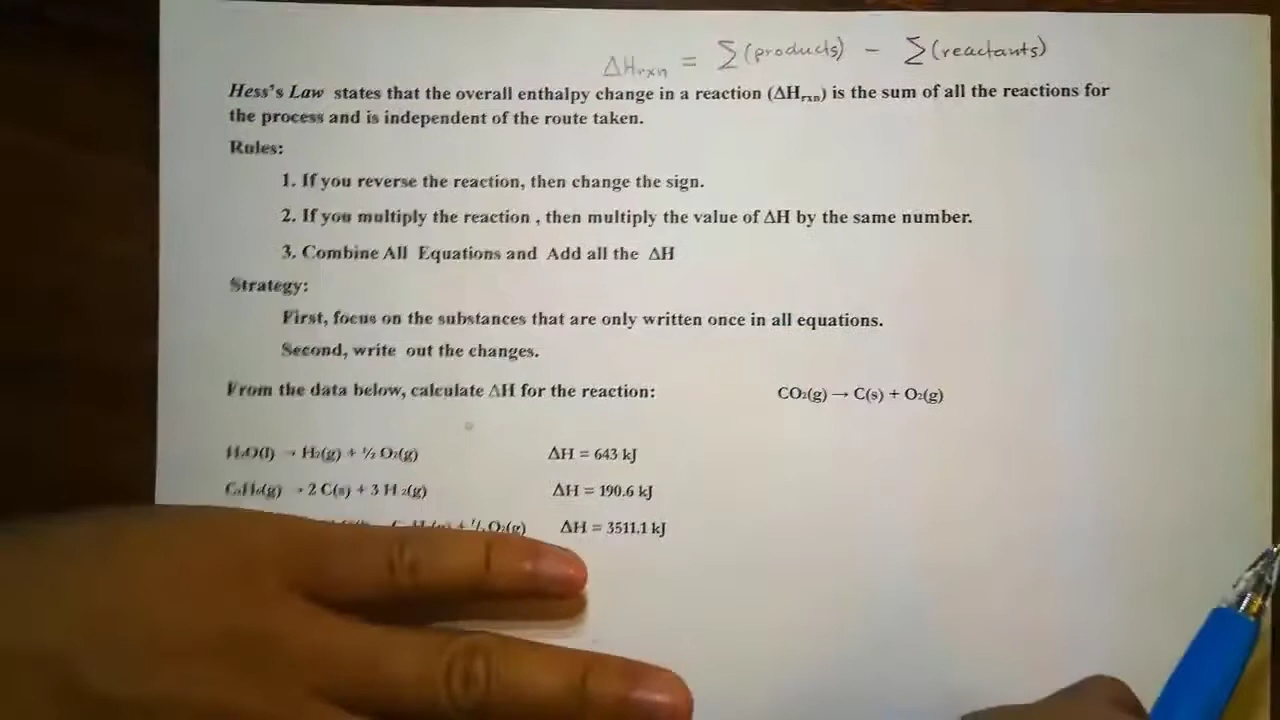 ΔHrxn = ∑(products) − ∑(reactants)
Hess's Law states that the overall enthalpy change in a reaction (ΔHrxn) is the sum of all the reactions for
the process and is independent of the route taken.
Rules:
1. If you reverse the reaction, then change the sign.
2. If you multiply the reaction , then multiply the value of ΔH by the same number.
3. Combine All Equations and Add all the ΔH
Strategy:
First, focus on the substances that are only written once in all equations.
Second, write out the changes.
From the data below, calculate ΔH for the reaction: CO₂(g) → C(s) + O₂(g)
H₂O(l) → H₂(g) + ½ O₂(g) ΔH = 643 kJ
C₂H₆(g) → 2 C(s) + 3 H ₂(g) ΔH = 190.6 kJ
O₂(g) ΔH = 3511.1 kJ